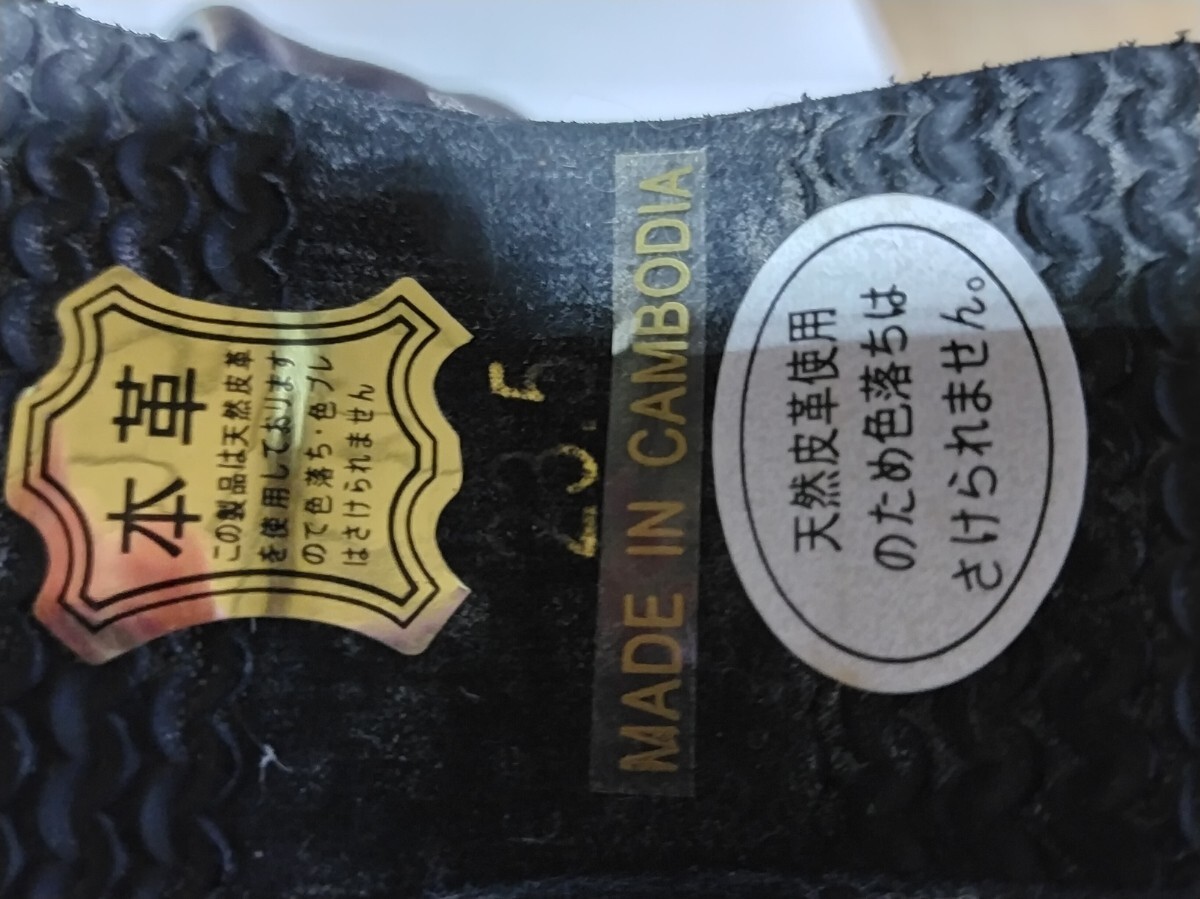 本革
この製品は天然皮革
を使用しております
ので色落ち・色ブレ
はさけられません
23.5
MADE IN CAMBODIA
天然皮革使用
のため色落ちは
さけられません。